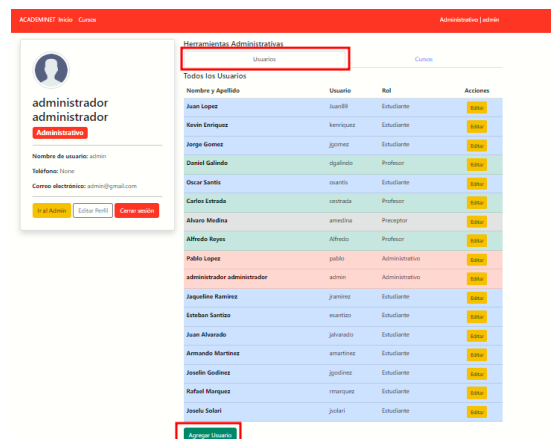 ACADEMINET Inicio Cursos Administrativo | admin
Herramientas Administrativas
Usuarios Cursos
Todos los Usuarios
Nombre y Apellido Usuario Rol Acciones
Juan Lopez Juan89 Estudiante Editar
Kevin Enriquez kenriquez Estudiante Editar
Jorge Gomez jgomez Estudiante Editar
Daniel Galindo dgalindo Profesor Editar
Oscar Santis osantis Estudiante Editar
Carlos Estrada cestrada Profesor Editar
Alvaro Medina amedina Preceptor Editar
Alfredo Reyes Alfredo Profesor Editar
Pablo Lopez pablo Administrativo Editar
administrador administrador admin Administrativo Editar
Jaqueline Ramirez jramirez Estudiante Editar
Esteban Santizo esantizo Estudiante Editar
Juan Alvarado jalvarado Estudiante Editar
Armando Martinez amartinez Estudiante Editar
Joselin Godinez jgodinez Estudiante Editar
Rafael Marquez rmarquez Estudiante Editar
Joselu Solari jsolari Estudiante Editar
Agregar Usuario
administrador
administrador
Administrativo
Nombre de usuario: admin
Teléfono: None
Correo electrónico: admin@gmail.com
Ir al Admin Editar Perfil Cerrar sesión